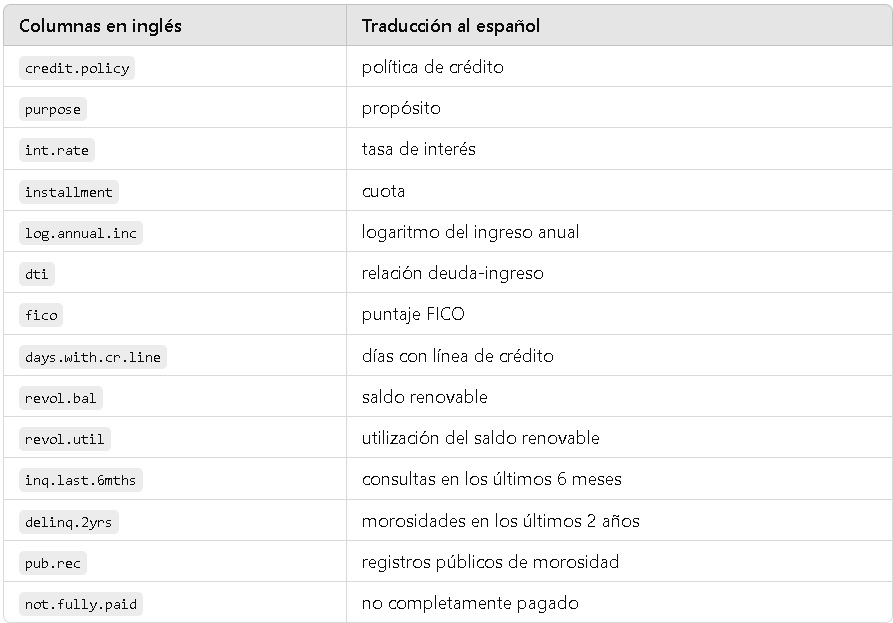 Columnas en inglés Traducción al español
credit.policy política de crédito
purpose propósito
int.rate tasa de interés
installment cuota
log.annual.inc logaritmo del ingreso anual
dti relación deuda-ingreso
fico puntaje FICO
days.with.cr.line días con línea de crédito
revol.bal saldo renovable
revol.util utilización del saldo renovable
inq.last.6mths consultas en los últimos 6 meses
delinq.2yrs morosidades en los últimos 2 años
pub.rec registros públicos de morosidad
not.fully.paid no completamente pagado